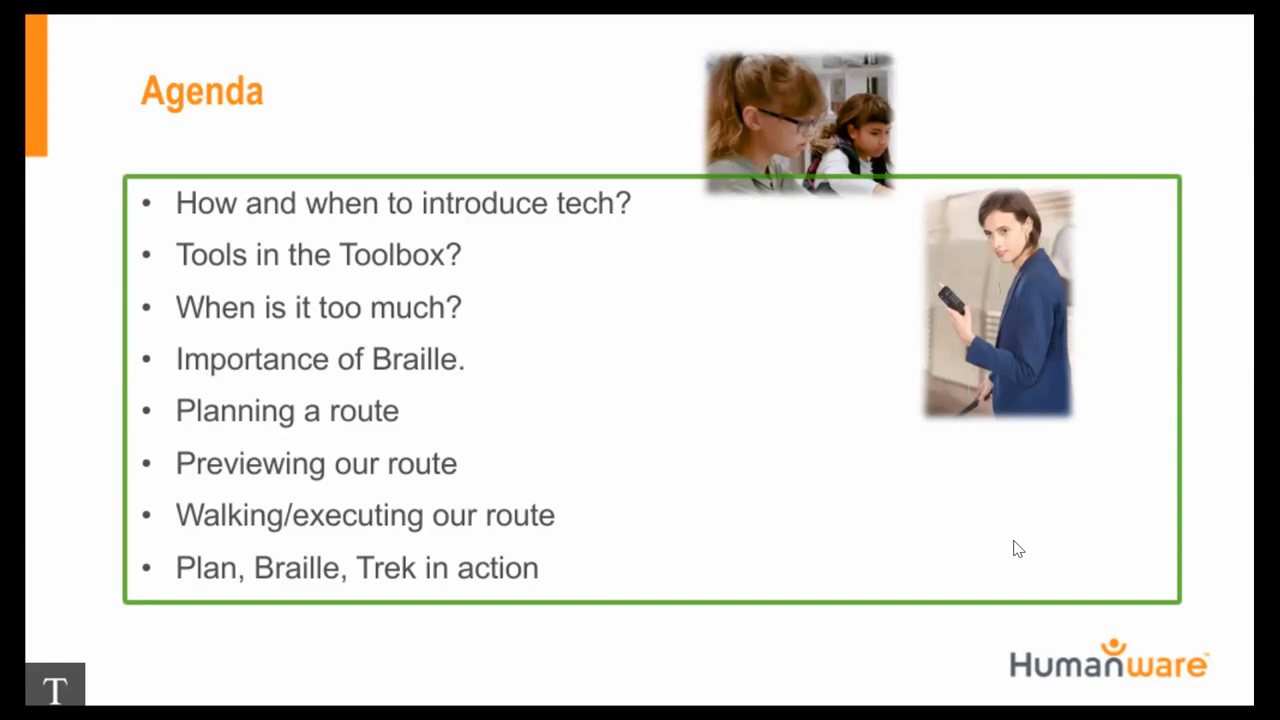 Agenda
• How and when to introduce tech?
• Tools in the Toolbox?
• When is it too much?
• Importance of Braille.
• Planning a route
• Previewing our route
• Walking/executing our route
• Plan, Braille, Trek in action
Humanware™
T